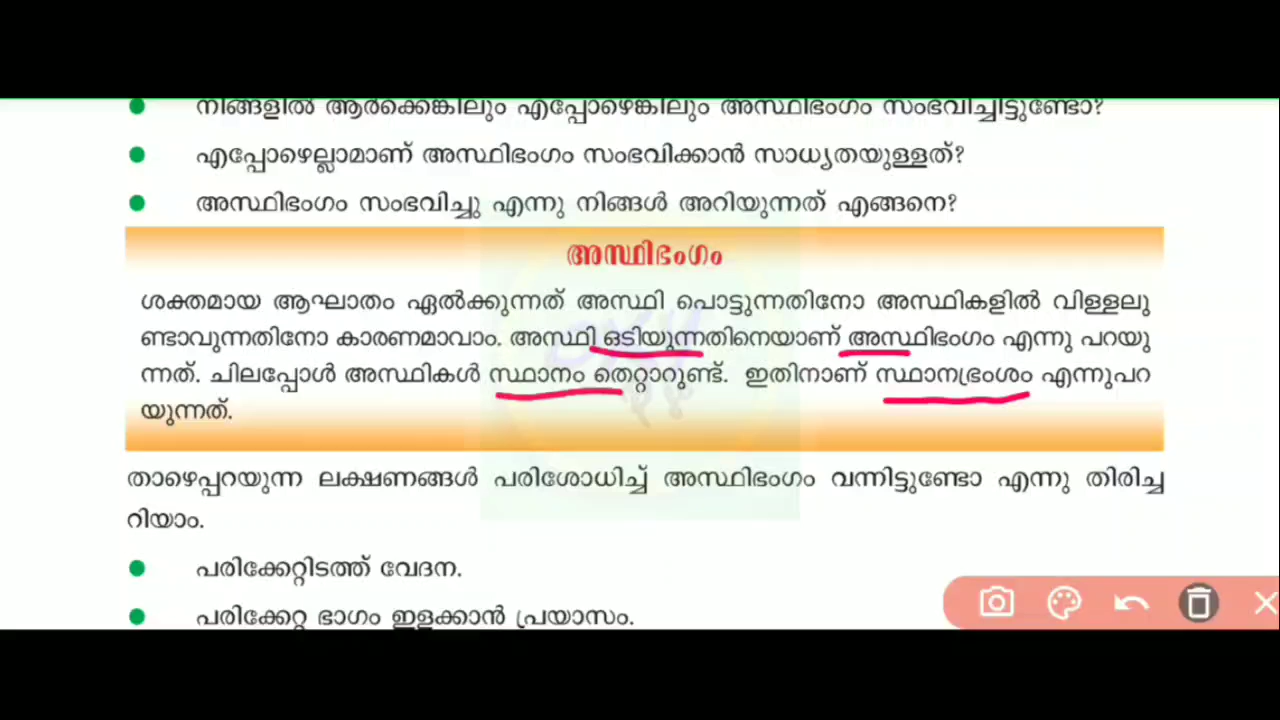 നിങ്ങളിൽ ആർക്കെങ്കിലും എപ്പോഴെങ്കിലും അസ്ഥിഭംഗം സംഭവിച്ചിട്ടുണ്ടോ?
എപ്പോഴെല്ലാമാണ് അസ്ഥിഭംഗം സംഭവിക്കാൻ സാധ്യതയുള്ളത്?
അസ്ഥിഭംഗം സംഭവിച്ചു എന്നു നിങ്ങൾ അറിയുന്നത് എങ്ങനെ?
അസ്ഥിഭംഗം
ശക്തമായ ആഘാതം ഏൽക്കുന്നത് അസ്ഥി പൊട്ടുന്നതിനോ അസ്ഥികളിൽ വിള്ളലു
ണ്ടാവുന്നതിനോ കാരണമാവാം. അസ്ഥി ഒടിയുന്നതിനെയാണ് അസ്ഥിഭംഗം എന്നു പറയു
ന്നത്. ചിലപ്പോൾ അസ്ഥികൾ സ്ഥാനം തെറ്റാറുണ്ട്. ഇതിനാണ് സ്ഥാനഭ്രംശം എന്നുപറ
യുന്നത്.
താഴെപ്പറയുന്ന ലക്ഷണങ്ങൾ പരിശോധിച്ച് അസ്ഥിഭംഗം വന്നിട്ടുണ്ടോ എന്നു തിരിച്ച
റിയാം.
പരിക്കേറ്റിടത്ത് വേദന.
പരിക്കേറ്റ ഭാഗം ഇളക്കാൻ പ്രയാസം.